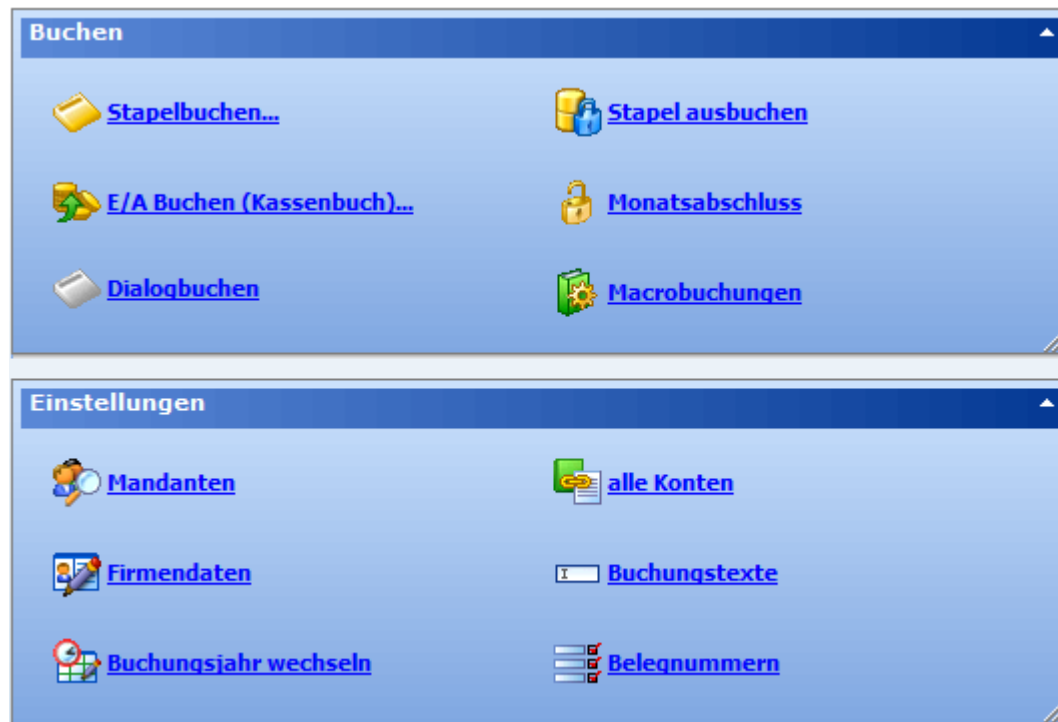 Buchen
Stapelbuchen...
Stapel ausbuchen
E/A Buchen (Kassenbuch)...
Monatsabschluss
Dialogbuchen
Macrobuchungen
Einstellungen
Mandanten
alle Konten
Firmendaten
Buchungstexte
Buchungsjahr wechseln
Belegnummern